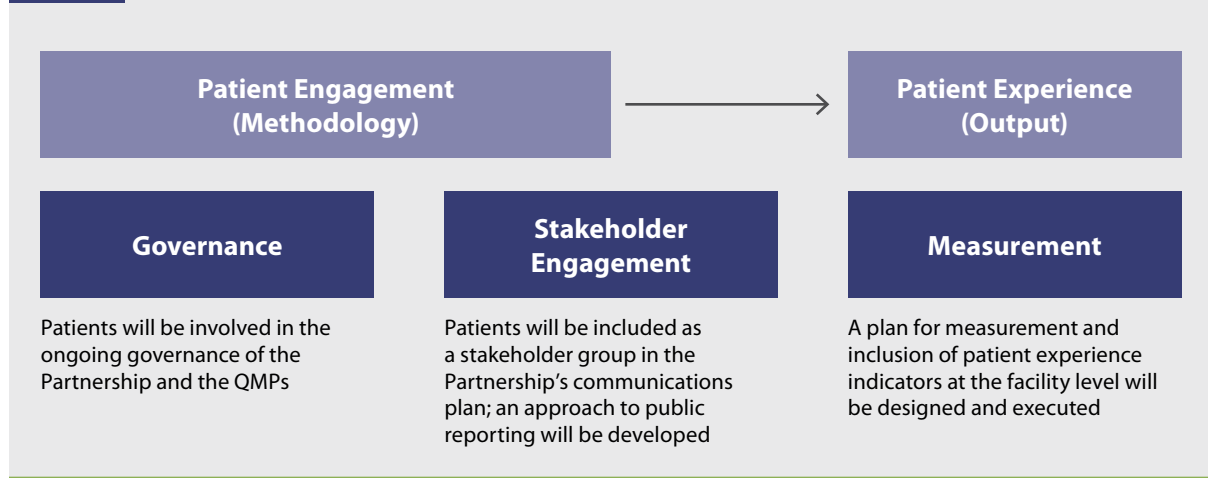 Patient Engagement
(Methodology)
Patient Experience
(Output)
Governance
Stakeholder
Engagement
Measurement
Patients will be involved in the
ongoing governance of the
Partnership and the QMPs
Patients will be included as
a stakeholder group in the
Partnership’s communications
plan; an approach to public
reporting will be developed
A plan for measurement and
inclusion of patient experience
indicators at the facility level will
be designed and executed